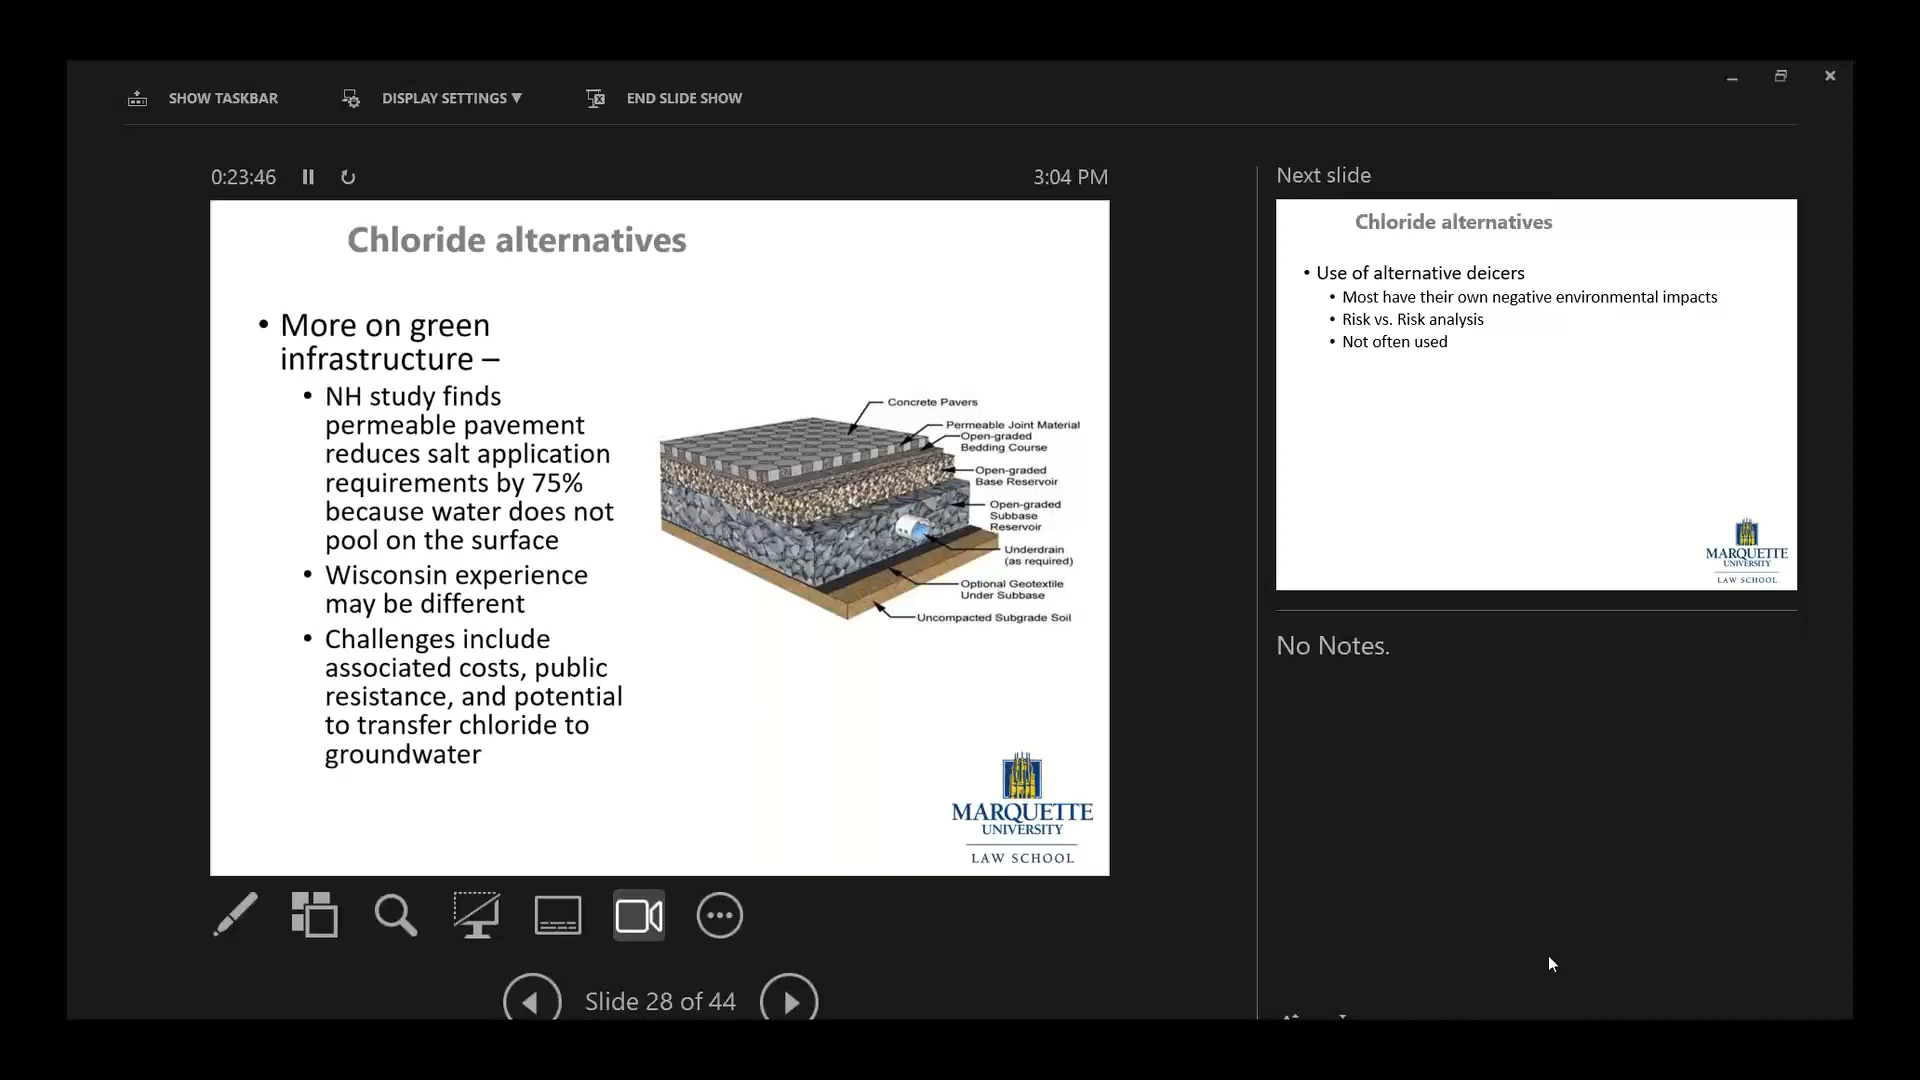 SHOW TASKBAR
DISPLAY SETTINGS ▼
END SLIDE SHOW
0:23:46
3:04 PM
Chloride alternatives
• More on green
infrastructure –
• NH study finds
permeable pavement
reduces salt application
requirements by 75%
because water does not
pool on the surface
• Wisconsin experience
may be different
• Challenges include
associated costs, public
resistance, and potential
to transfer chloride to
groundwater
Concrete Pavers
Permeable Joint Material
Open-graded
Bedding Course
Open-graded
Base Reservoir
Open-graded
Subbase
Reservoir
Underdrain
(as required)
Optional Geotextile
Under Subbase
Uncompacted Subgrade Soil
MARQUETTE
UNIVERSITY
LAW SCHOOL
Slide 28 of 44
Next slide
Chloride alternatives
• Use of alternative deicers
• Most have their own negative environmental impacts
• Risk vs. Risk analysis
• Not often used
MARQUETTE
UNIVERSITY
LAW SCHOOL
No Notes.